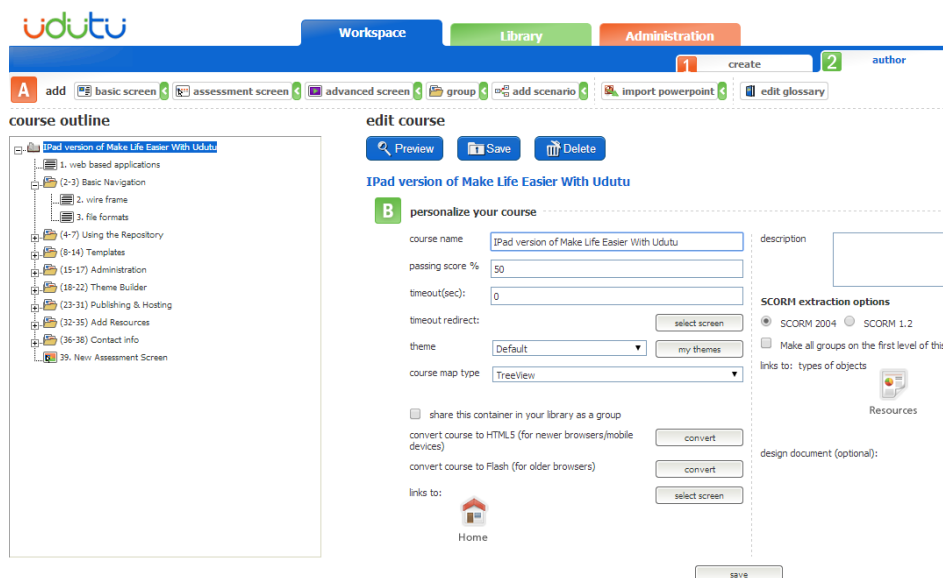 udutu
Workspace
Library
Administration
1 create
2 author
A add basic screen assessment screen advanced screen group add scenario import powerpoint edit glossary
course outline
IPad version of Make Life Easier With Udutu
1. web based applications
(2-3) Basic Navigation
2. wire frame
3. file formats
(4-7) Using the Repository
(8-14) Templates
(15-17) Administration
(18-22) Theme Builder
(23-31) Publishing & Hosting
(32-35) Add Resources
(36-38) Contact info
39. New Assessment Screen
edit course
Preview Save Delete
IPad version of Make Life Easier With Udutu
B personalize your course
course name IPad version of Make Life Easier With Udutu
passing score % 50
timeout(sec): 0
timeout redirect: select screen
theme Default my themes
course map type TreeView
share this container in your library as a group
convert course to HTML5 (for newer browsers/mobile
devices) convert
convert course to Flash (for older browsers) convert
links to: select screen
Home
description
SCORM extraction options
SCORM 2004 SCORM 1.2
Make all groups on the first level of this
links to: types of objects
Resources
design document (optional):
save